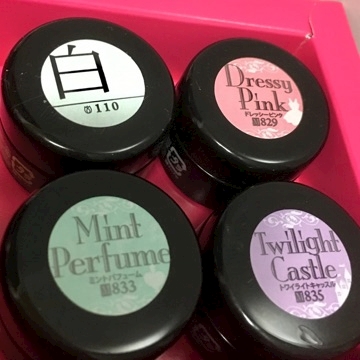 白
110
Dressy
Pink
ドレッシーピンク
829
Mint
Perfume
ミントパフューム
833
Twilight
Castle
トワイライトキャッスル
835